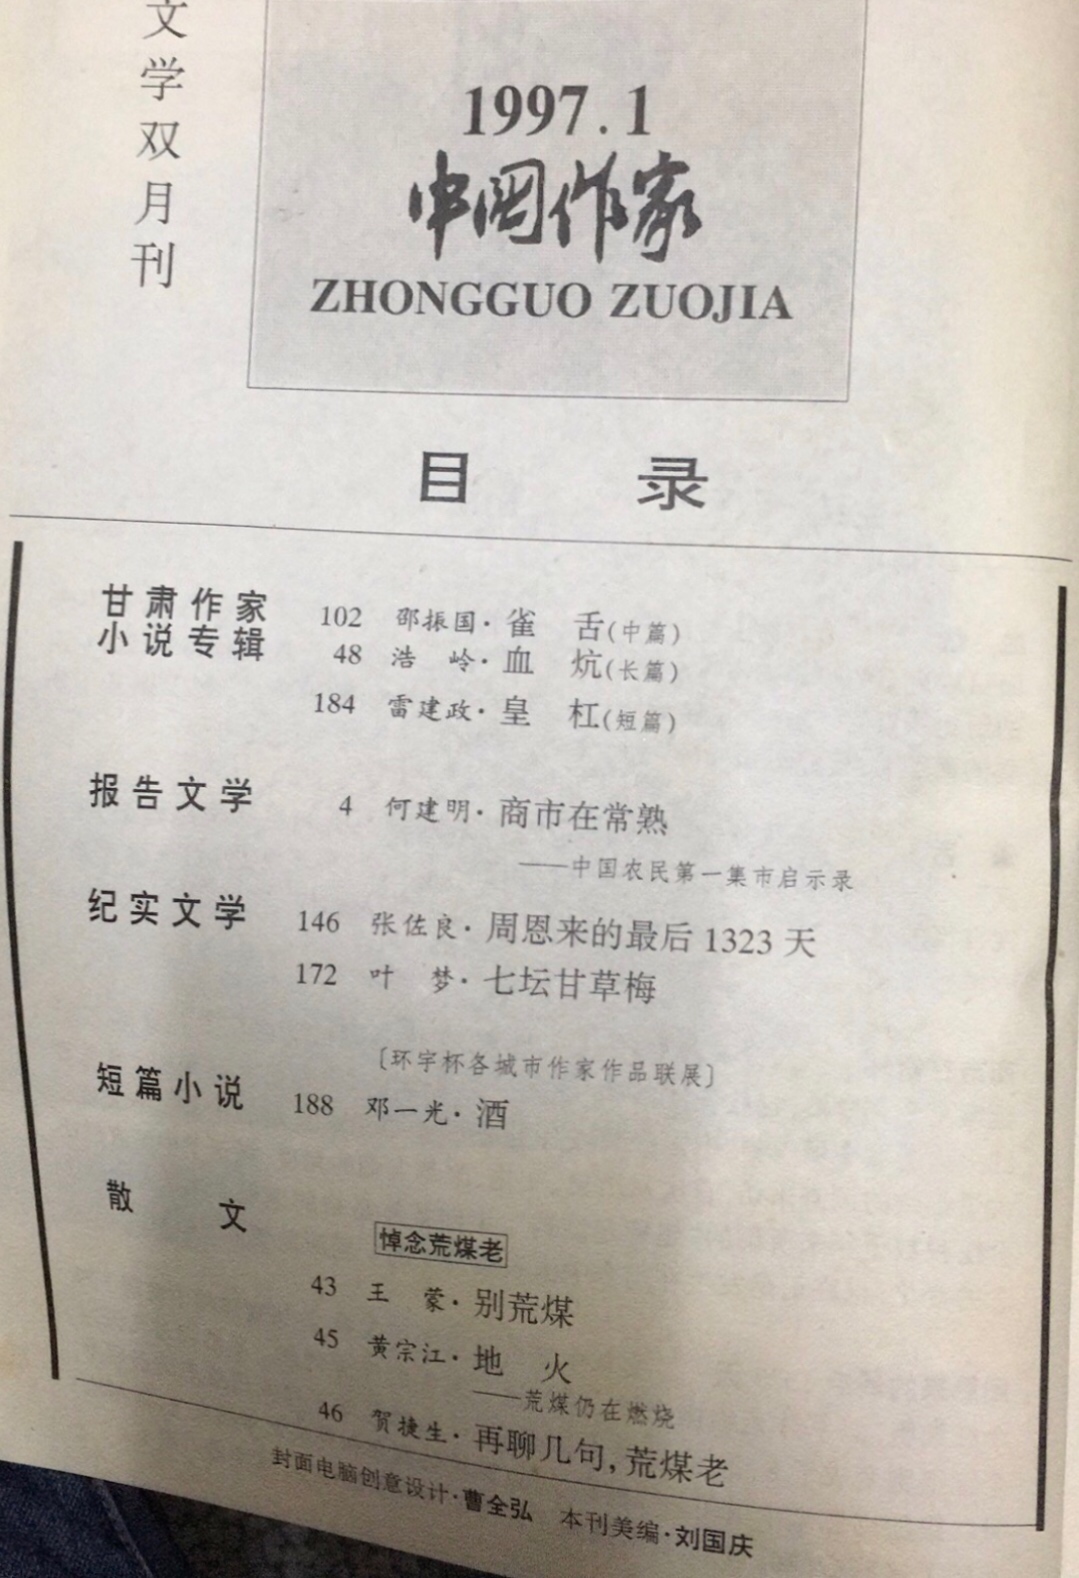 文学双月刊
1997.1
中国作家
ZHONGGUO ZUOJIA
目 录
甘肃作家
小说专辑
102 邵振国·雀 舌(中篇)
48 浩 岭·血 炕(长篇)
184 雷建政·皇 杠(短篇)
报告文学
4 何建明·商市在常熟
——中国农民第一集市启示录
纪实文学
146 张佐良·周恩来的最后1323天
172 叶 梦·七坛甘草梅
短篇小说
〔环宇杯各城市作家作品联展〕
188 邓一光·酒
散 文
悼念荒煤老
43 王 蒙·别荒煤
45 黄宗江·地 火
——荒煤仍在燃烧
46 贺捷生·再聊几句,荒煤老
封面电脑创意设计·曹全弘 本刊美编·刘国庆